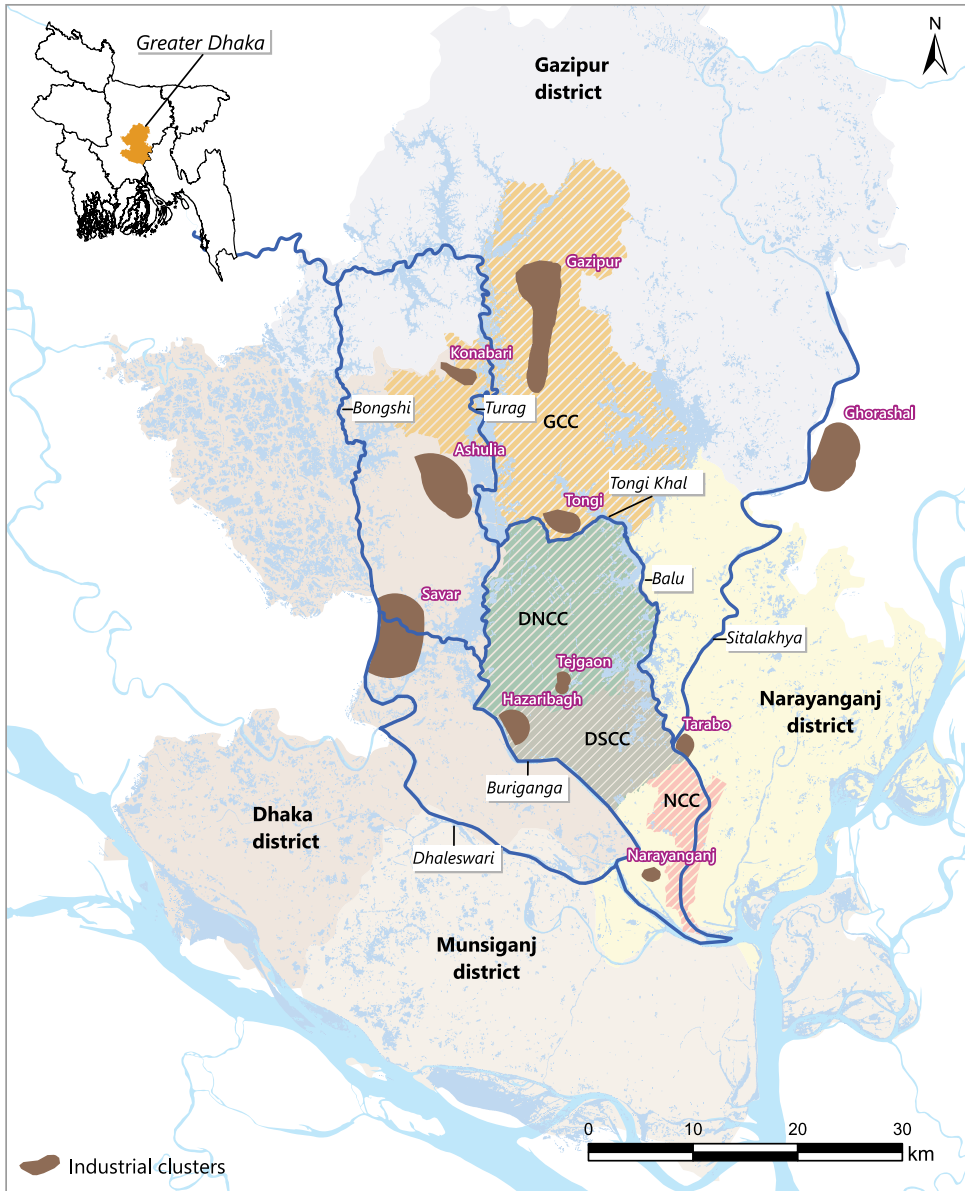 Greater Dhaka
N
Gazipur
district
Gazipur
Konabari
Bongshi
Turag
Ghorashal
GCC
Ashulia
Tongi Khal
Tongi
Balu
Savar
DNCC
Sitalakhya
Tejgaon
Hazaribagh
Narayanganj
district
Tarabo
DSCC
Buriganga
NCC
Dhaka
district
Dhaleswari
Narayanganj
Munsiganj
district
0 10 20 30
km
Industrial clusters